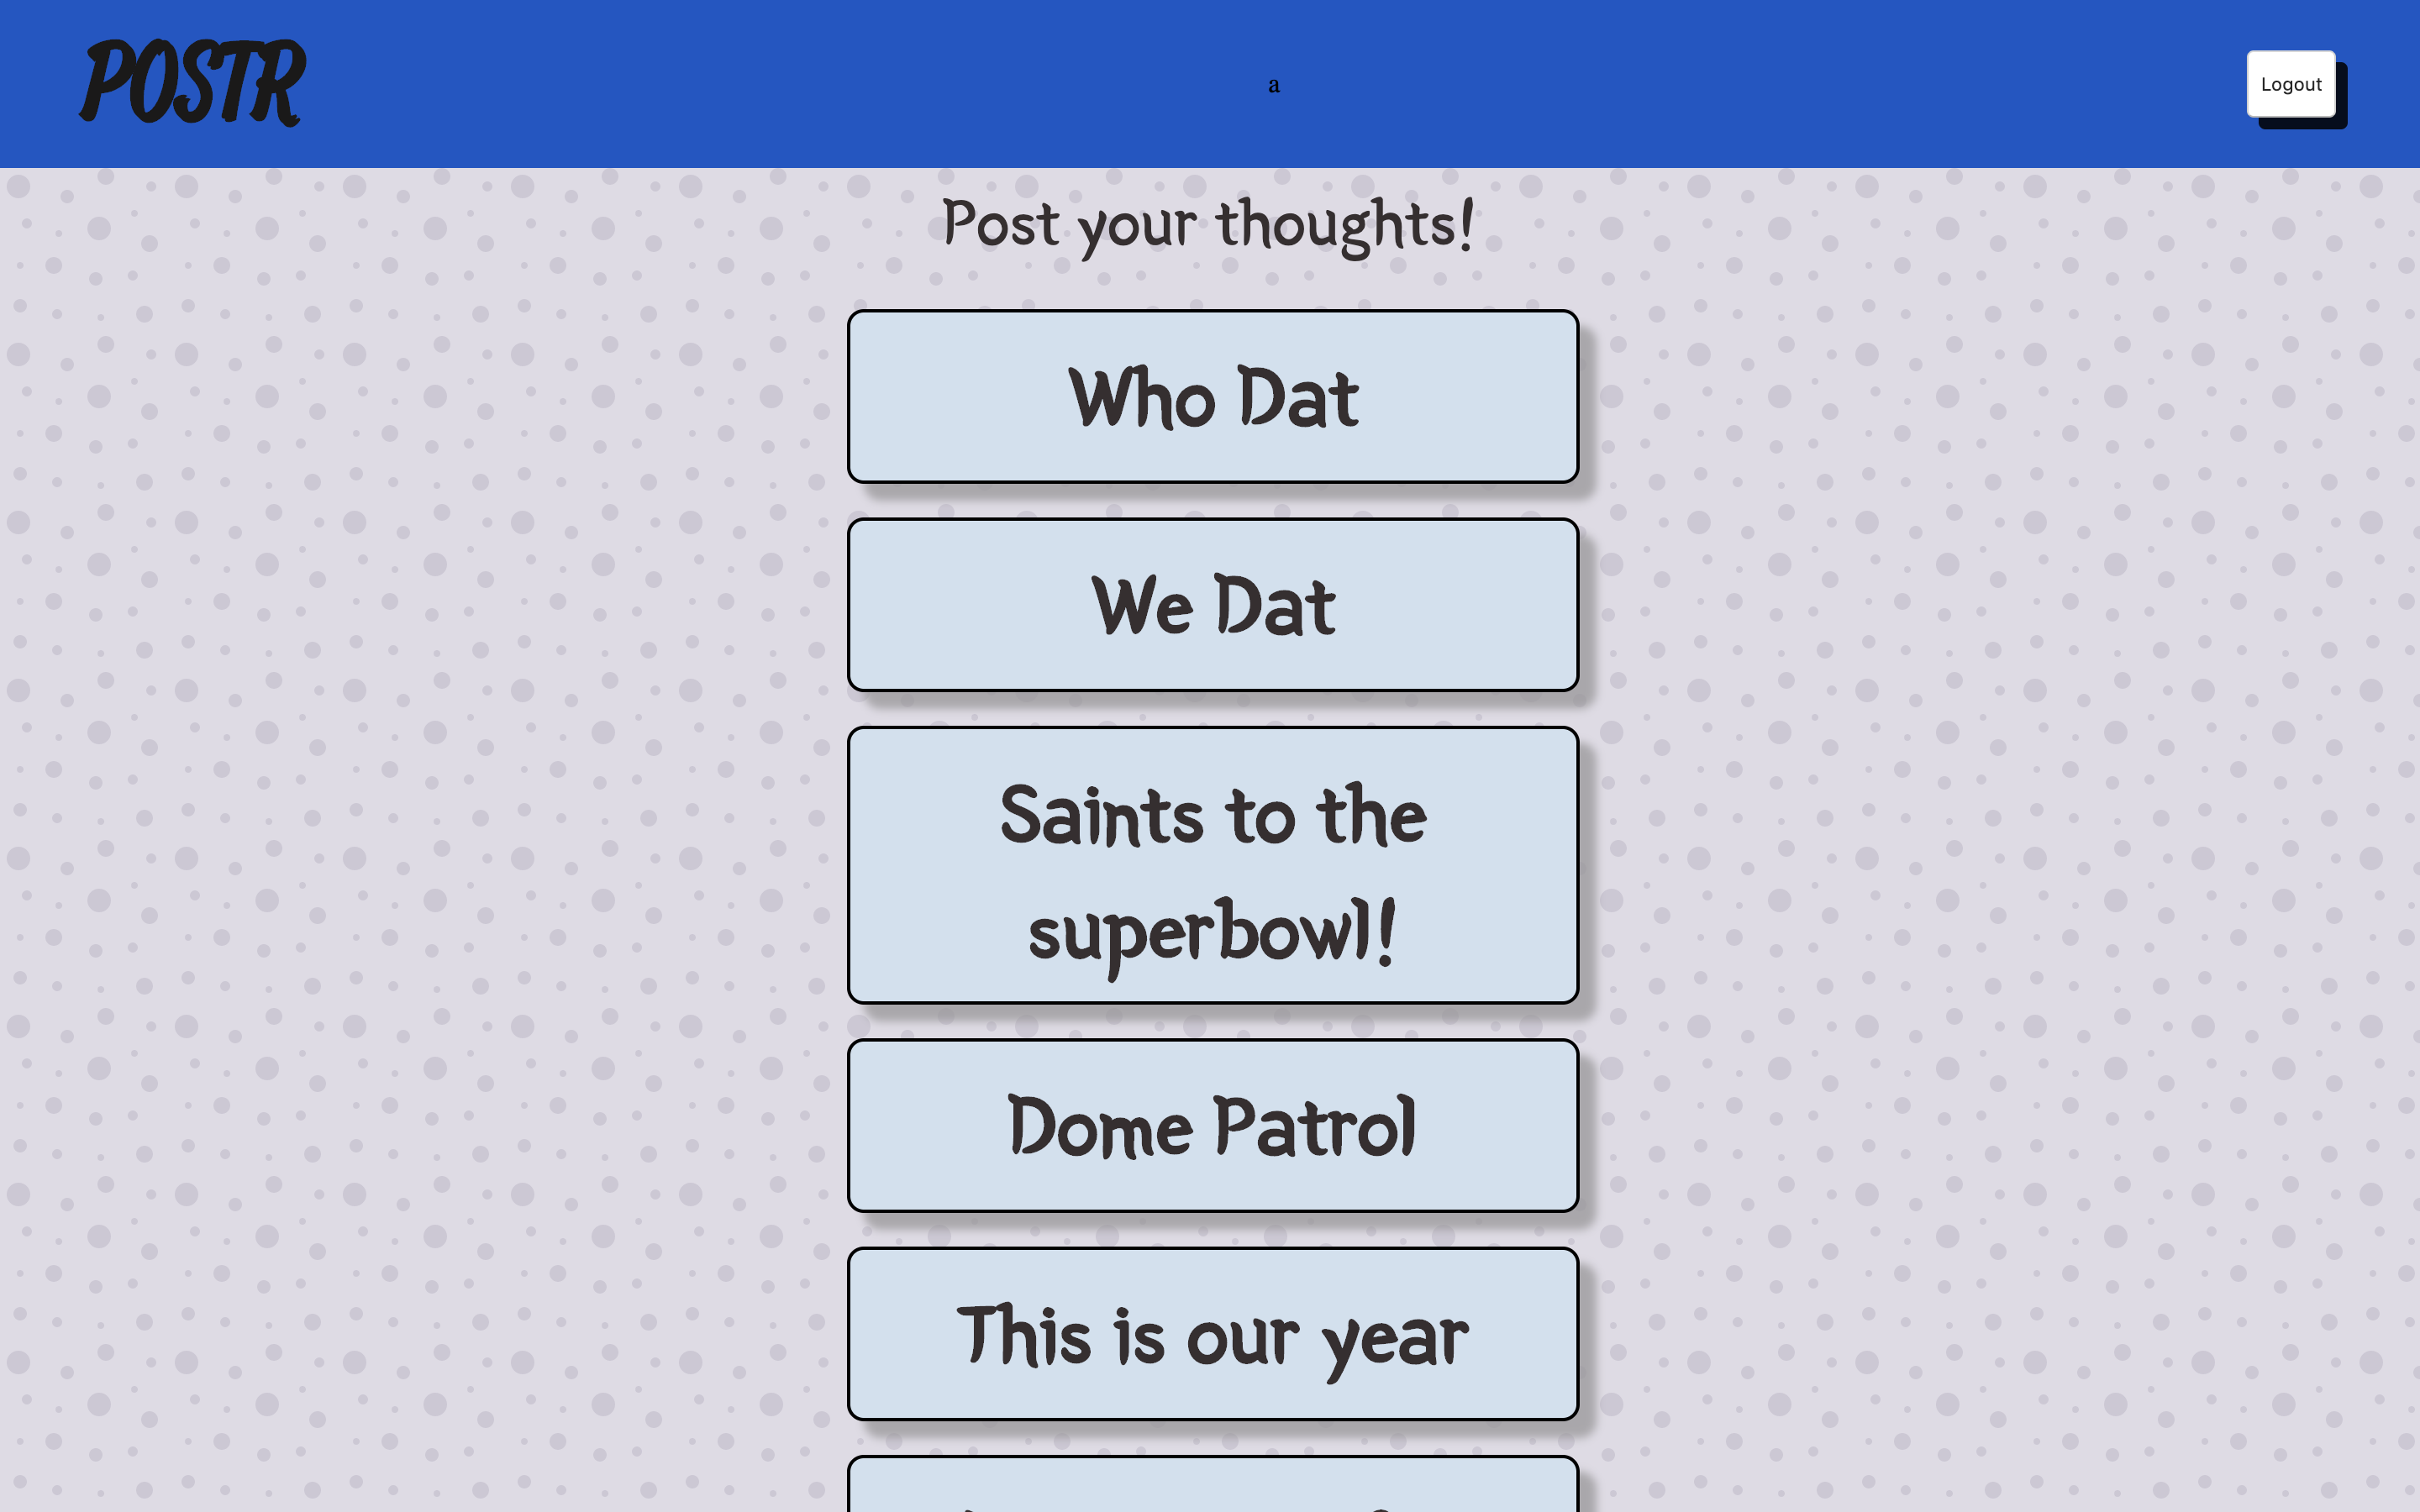 POSTR
a
Logout
Post your thoughts!
Who Dat
We Dat
Saints to the
superbowl!
Dome Patrol
This is our year